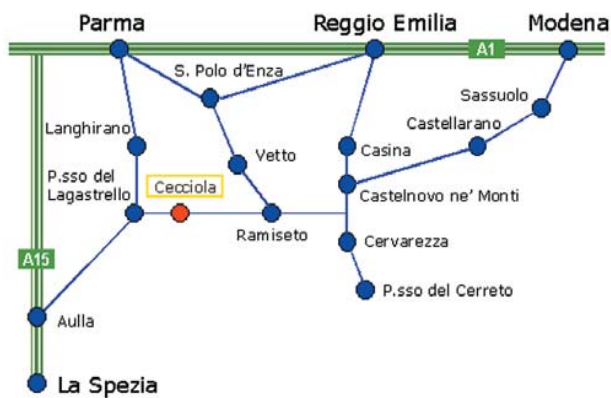 Parma
Reggio Emilia
Modena
A1
S. Polo d'Enza
Sassuolo
Langhirano
Castellarano
Vetto
Casina
P.sso del
Lagastrello
Cecciola
Castelnovo ne' Monti
Ramiseto
Cervarezza
A15
P.sso del Cerreto
Aulla
La Spezia